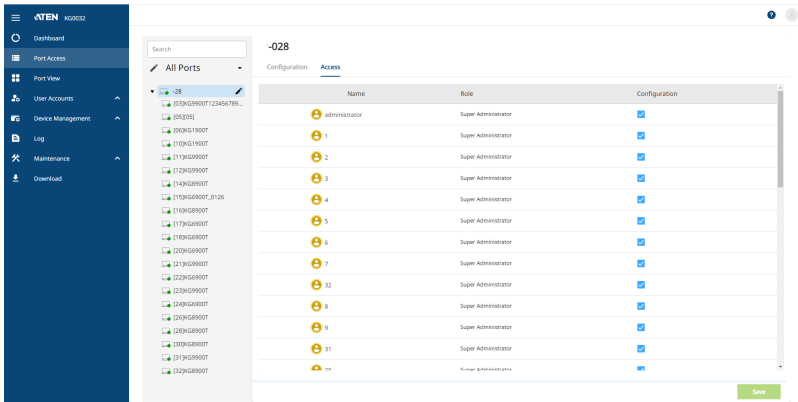 ATEN KG0032
?
Dashboard
Port Access
Port View
User Accounts
Device Management
Log
Maintenance
Download
Search
All Ports
-28
[03]KG9900T123456789...
[05][05]
[06]KG1900T
[10]KG1900T
[11]KG9900T
[12]KG9900T
[14]KG8900T
[15]KG6900T_0126
[16]KG8900T
[17]KG6900T
[18]KG6900T
[20]KG6900T
[21]KG9900T
[22]KG6900T
[23]KG9900T
[24]KG6900T
[26]KG8900T
[28]KG8900T
[30]KG8900T
[31]KG9900T
[32]KG8900T
-028
Configuration Access
Name Role Configuration
administrator Super Administrator
1 Super Administrator
2 Super Administrator
3 Super Administrator
4 Super Administrator
5 Super Administrator
6 Super Administrator
7 Super Administrator
32 Super Administrator
8 Super Administrator
9 Super Administrator
31 Super Administrator
Super Administrator
Save